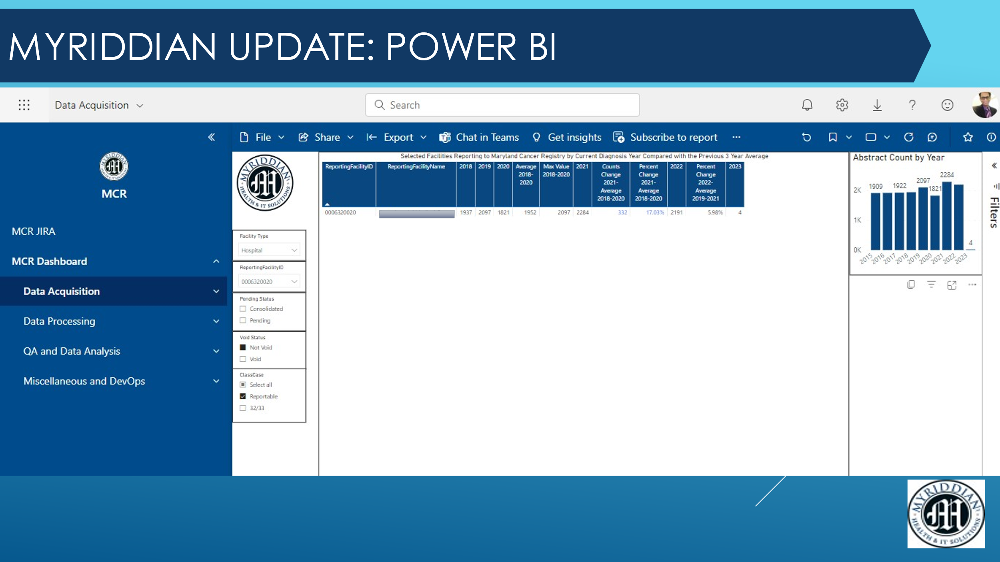 MYRIDDIAN UPDATE: POWER BI
Data Acquisition
Search
File
Share
Export
Chat in Teams
Get insights
Subscribe to report
MYRIDDIAN
HEALTH & IT SOLUTIONS
MCR
MCR JIRA
MCR Dashboard
Data Acquisition
Data Processing
QA and Data Analysis
Miscellaneous and DevOps
MYRIDDIAN
HEALTH & IT SOLUTIONS
Facility Type
Hospital
ReportingFacilityID
0006320020
Pending Status
Consolidated
Pending
Void Status
Not Void
Void
ClassCase
Select all
Reportable
32/33
Selected Facilities Reporting to Maryland Cancer Registry by Current Diagnosis Year Compared with the Previous 3 Year Average
ReportingFacilityID ReportingFacilityName 2018 2019 2020 Average Max Value 2021 Counts Percent 2022 Percent 2023
2018- 2018-2020 Change Change Change
2020 2021- 2021- 2022-
Average Average Average
2018-2020 2018-2020 2019-2021
0006320020 1937 2097 1821 1952 2097 2284 332 17.03% 2191 5.98% 4
Abstract Count by Year
2284
2097
1909 1922 1821
2K
1K
4
0K
2015 2016 2017 2018 2019 2020 2021 2022 2023
Filters
MYRIDDIAN
HEALTH & IT SOLUTIONS